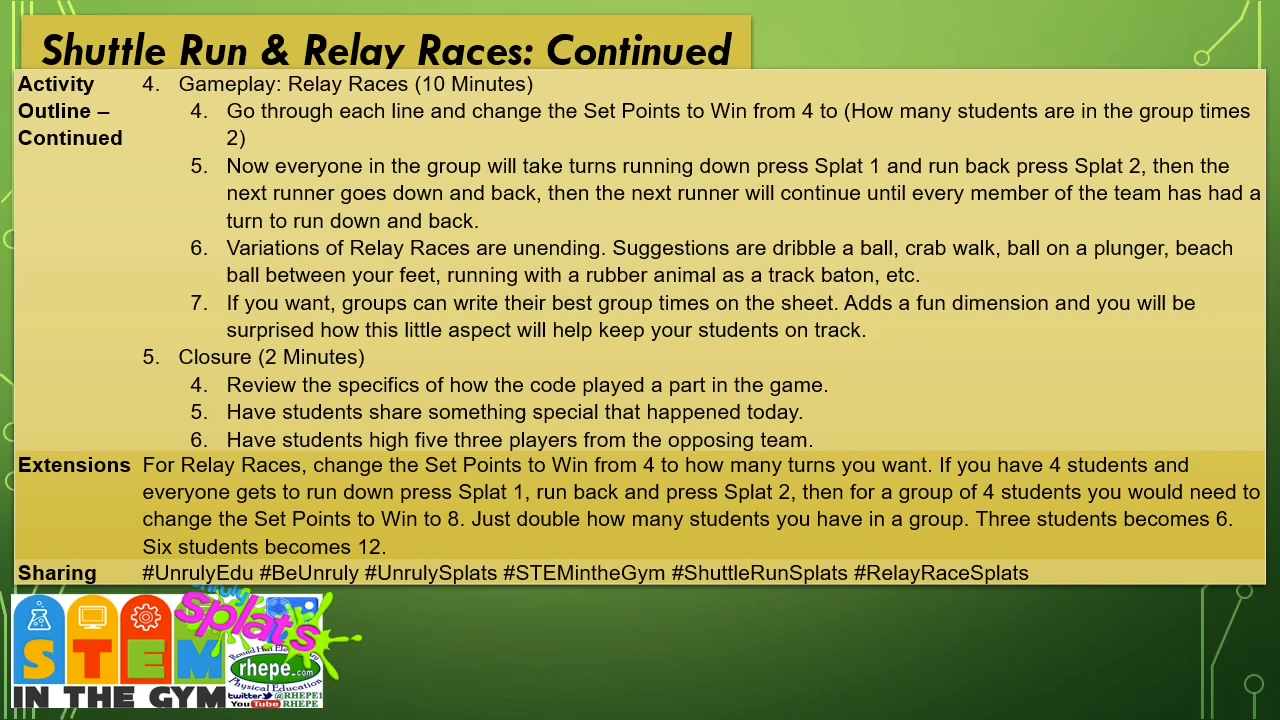 Shuttle Run & Relay Races: Continued
Activity
Outline –
Continued
4. Gameplay: Relay Races (10 Minutes)
4. Go through each line and change the Set Points to Win from 4 to (How many students are in the group times
2)
5. Now everyone in the group will take turns running down press Splat 1 and run back press Splat 2, then the
next runner goes down and back, then the next runner will continue until every member of the team has had a
turn to run down and back.
6. Variations of Relay Races are unending. Suggestions are dribble a ball, crab walk, ball on a plunger, beach
ball between your feet, running with a rubber animal as a track baton, etc.
7. If you want, groups can write their best group times on the sheet. Adds a fun dimension and you will be
surprised how this little aspect will help keep your students on track.
5. Closure (2 Minutes)
4. Review the specifics of how the code played a part in the game.
5. Have students share something special that happened today.
6. Have students high five three players from the opposing team.
Extensions
For Relay Races, change the Set Points to Win from 4 to how many turns you want. If you have 4 students and
everyone gets to run down press Splat 1, run back and press Splat 2, then for a group of 4 students you would need to
change the Set Points to Win to 8. Just double how many students you have in a group. Three students becomes 6.
Six students becomes 12.
Sharing
#UnrulyEdu #BeUnruly #UnrulySplats #STEMintheGym #ShuttleRunSplats #RelayRaceSplats
STEM
IN THE GYM
Splats
Round Hill
rhepe.com
Physical Education
twitter @RHEPE1
YouTube RHEPE